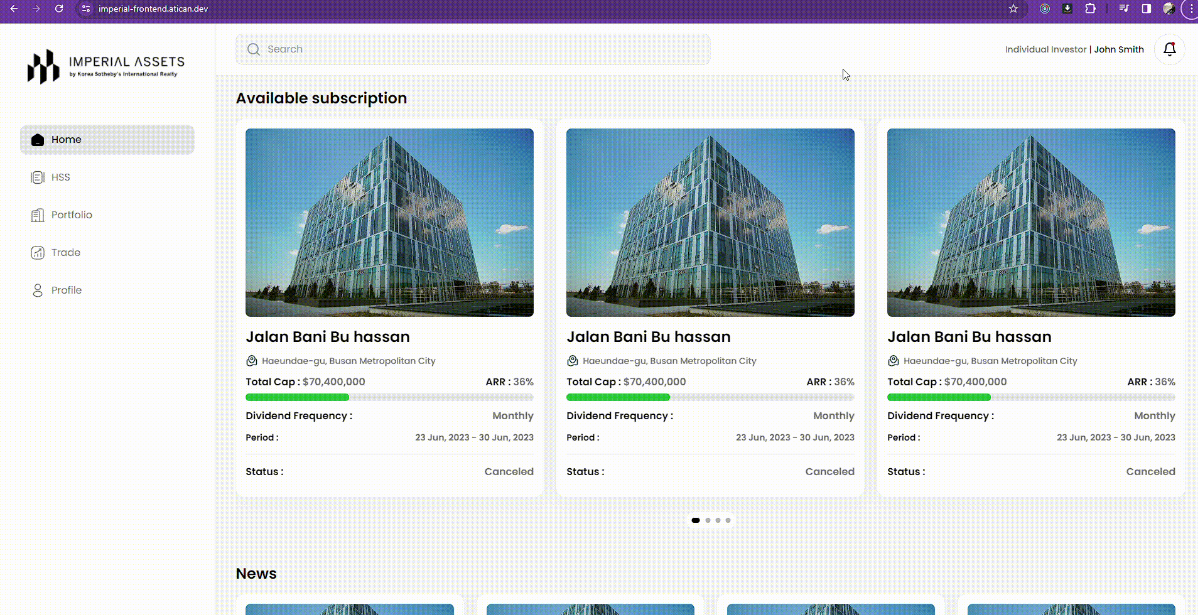 imperial-frontend.atican.dev
IMPERIAL ASSETS
by Korea Sotheby's International Realty
Search
Individual Investor | John Smith
Home
HSS
Portfolio
Trade
Profile
Available subscription
Jalan Bani Bu hassan
Haeundae-gu, Busan Metropolitan City
Total Cap : $70,400,000 ARR : 36%
Dividend Frequency : Monthly
Period : 23 Jun, 2023 - 30 Jun, 2023
Status : Canceled
Jalan Bani Bu hassan
Haeundae-gu, Busan Metropolitan City
Total Cap : $70,400,000 ARR : 36%
Dividend Frequency : Monthly
Period : 23 Jun, 2023 - 30 Jun, 2023
Status : Canceled
Jalan Bani Bu hassan
Haeundae-gu, Busan Metropolitan City
Total Cap : $70,400,000 ARR : 36%
Dividend Frequency : Monthly
Period : 23 Jun, 2023 - 30 Jun, 2023
Status : Canceled
News